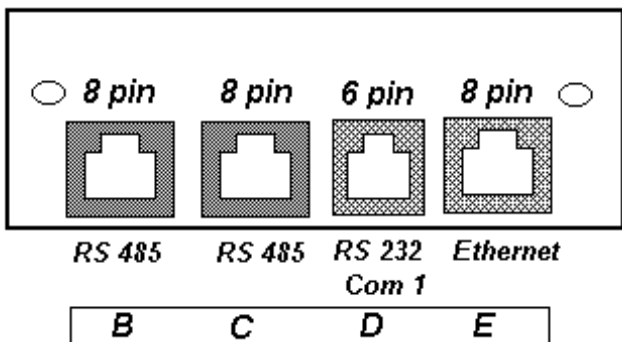 8 pin 8 pin 6 pin 8 pin
RS 485 RS 485 RS 232 Ethernet
Com 1
B C D E